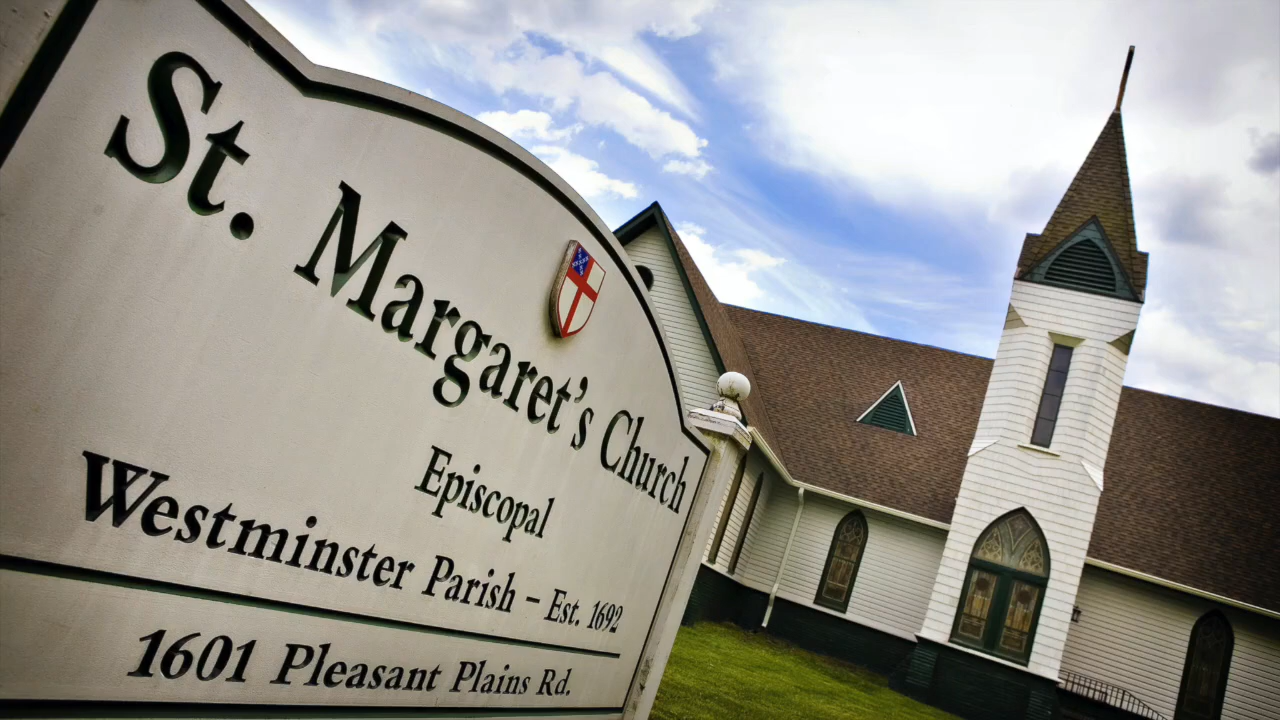 St. Margaret's Church
Episcopal
Westminster Parish – Est. 1692
1601 Pleasant Plains Rd.